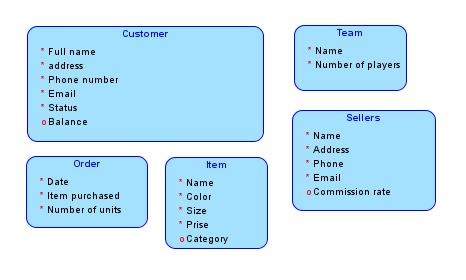 Customer
* Full name
* address
* Phone number
* Email
* Status
o Balance
Team
* Name
* Number of players
Sellers
* Name
* Address
* Phone
* Email
o Commission rate
Order
* Date
* Item purchased
* Number of units
Item
* Name
* Color
* Size
* Prise
o Category